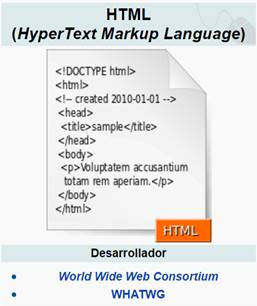 HTML
(HyperText Markup Language)
<!DOCTYPE html>
<html>
<!-- created 2010-01-01 -->
<head>
<title>sample</title>
</head>
<body>
<p>Voluptatem accusantium
totam rem aperiam.</p>
</body>
</html>
HTML
Desarrollador
• World Wide Web Consortium
• WHATWG